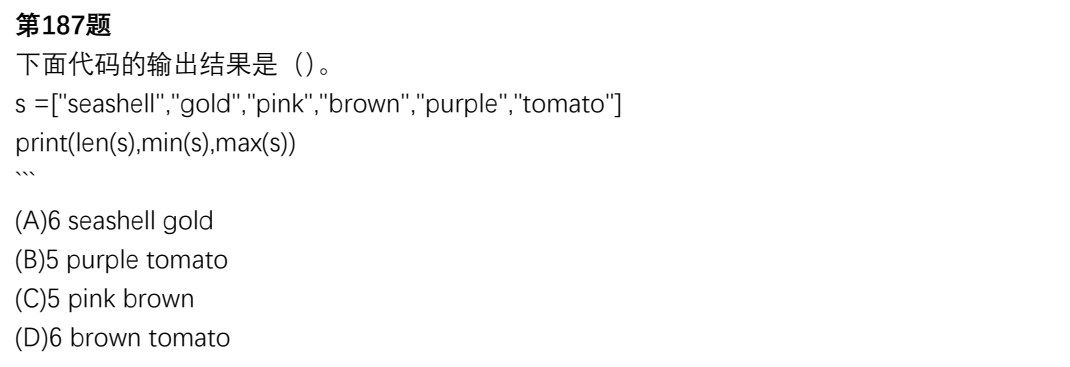 第187题
下面代码的输出结果是（）。
s =["seashell","gold","pink","brown","purple","tomato"]
print(len(s),min(s),max(s))
```
(A)6 seashell gold
(B)5 purple tomato
(C)5 pink brown
(D)6 brown tomato